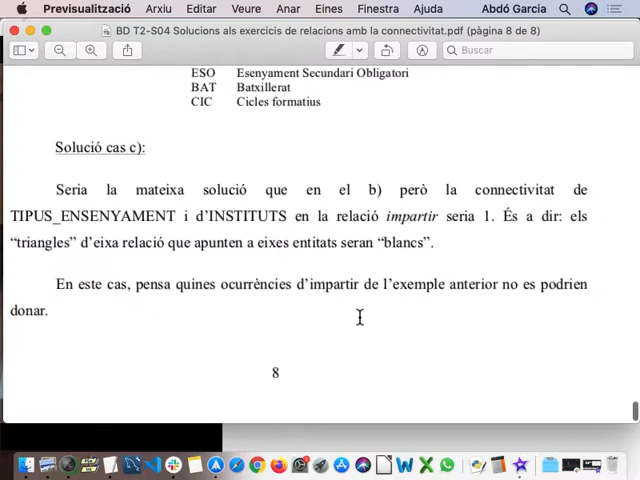 Previsualització Arxiu Editar Veure Anar Eines Finestra Ajuda Abdó Garcia
BD T2-S04 Solucions als exercicis de relacions amb la connectivitat.pdf (pàgina 8 de 8)
Buscar
ESO Esenyament Secundari Obligatori
BAT Batxillerat
CIC Cicles formatius
Solució cas c):
Seria la mateixa solució que en el b) però la connectivitat de
TIPUS_ENSENYAMENT i d’INSTITUTS en la relació impartir seria 1. És a dir: els
“triangles” d’eixa relació que apunten a eixes entitats seran “blancs”.
En este cas, pensa quines ocurrències d’impartir de l’exemple anterior no es podrien
donar.
8